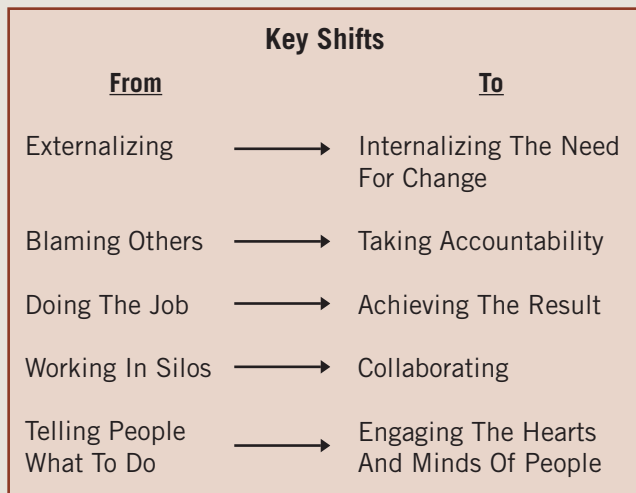 Key Shifts
From To
Externalizing Internalizing The Need
For Change
Blaming Others Taking Accountability
Doing The Job Achieving The Result
Working In Silos Collaborating
Telling People Engaging The Hearts
What To Do And Minds Of People